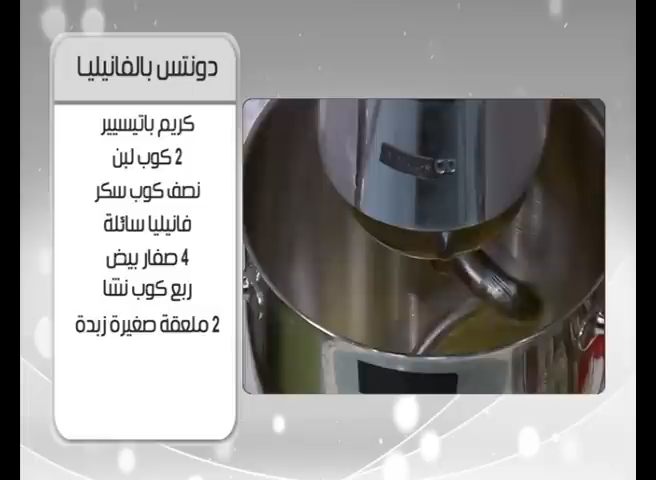 دونتس بالفانيليا
كريم باتيسيير
2 كوب لبن
نصف كوب سكر
فانيليا سائلة
4 صفار بيض
ربع كوب نشا
2 ملعقة صغيرة زبدة